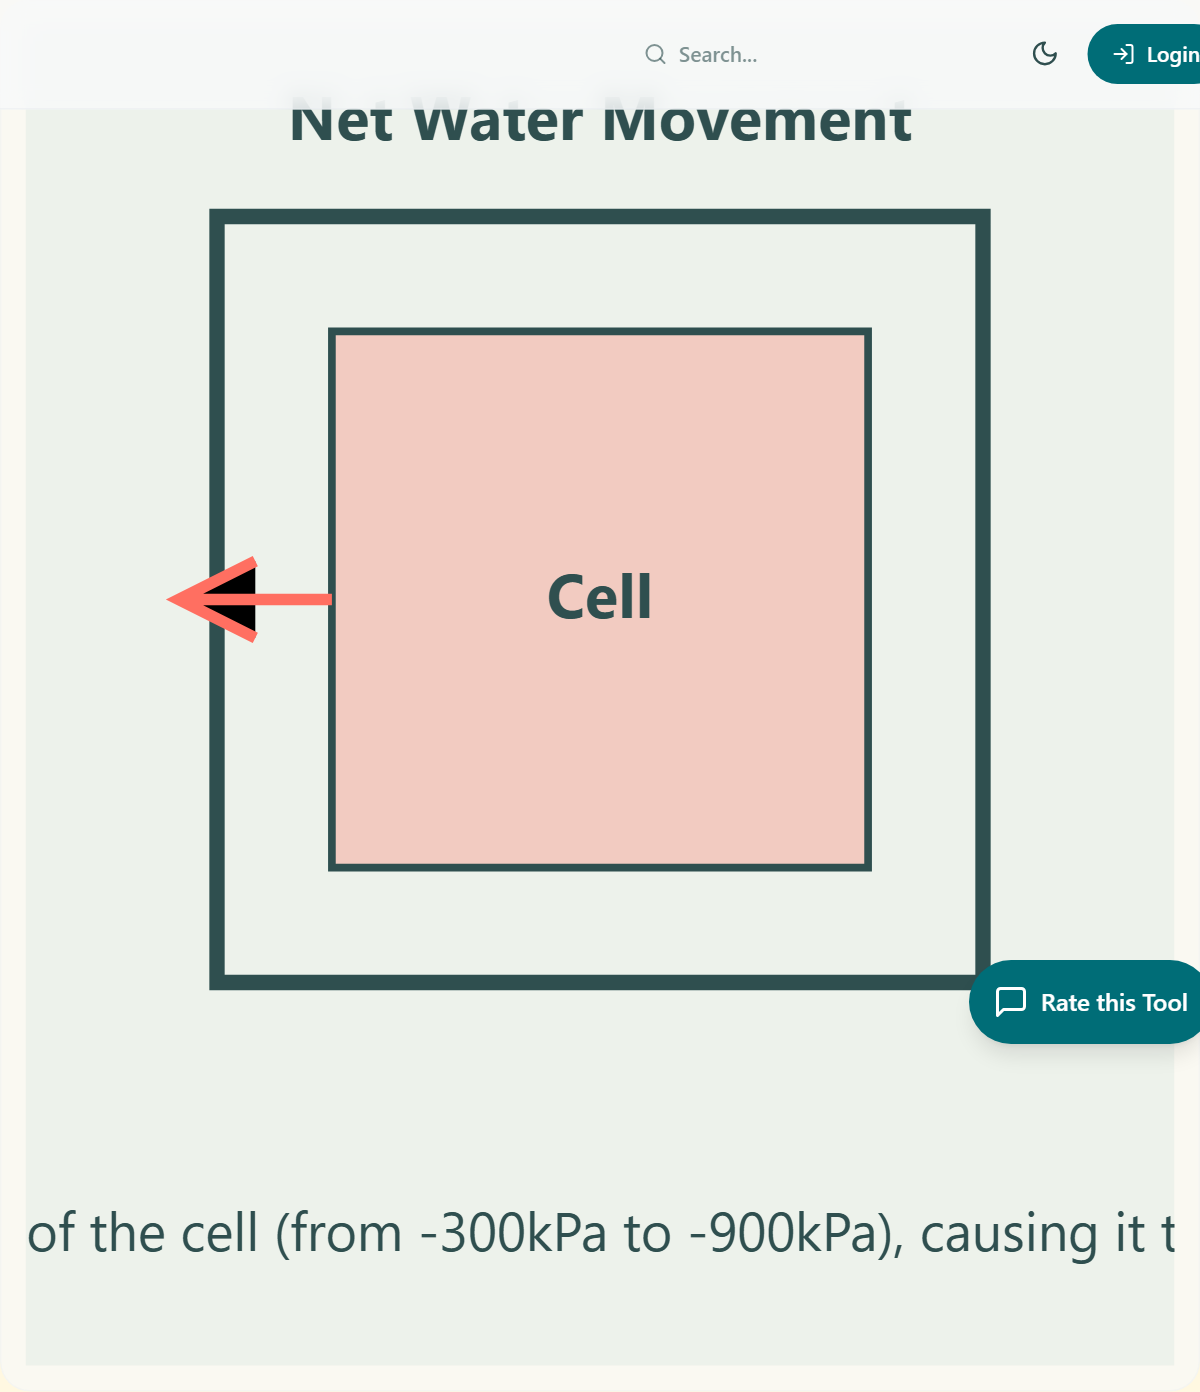 Search...
Login
Net Water Movement
Cell
Rate this Tool
of the cell (from -300kPa to -900kPa), causing it t